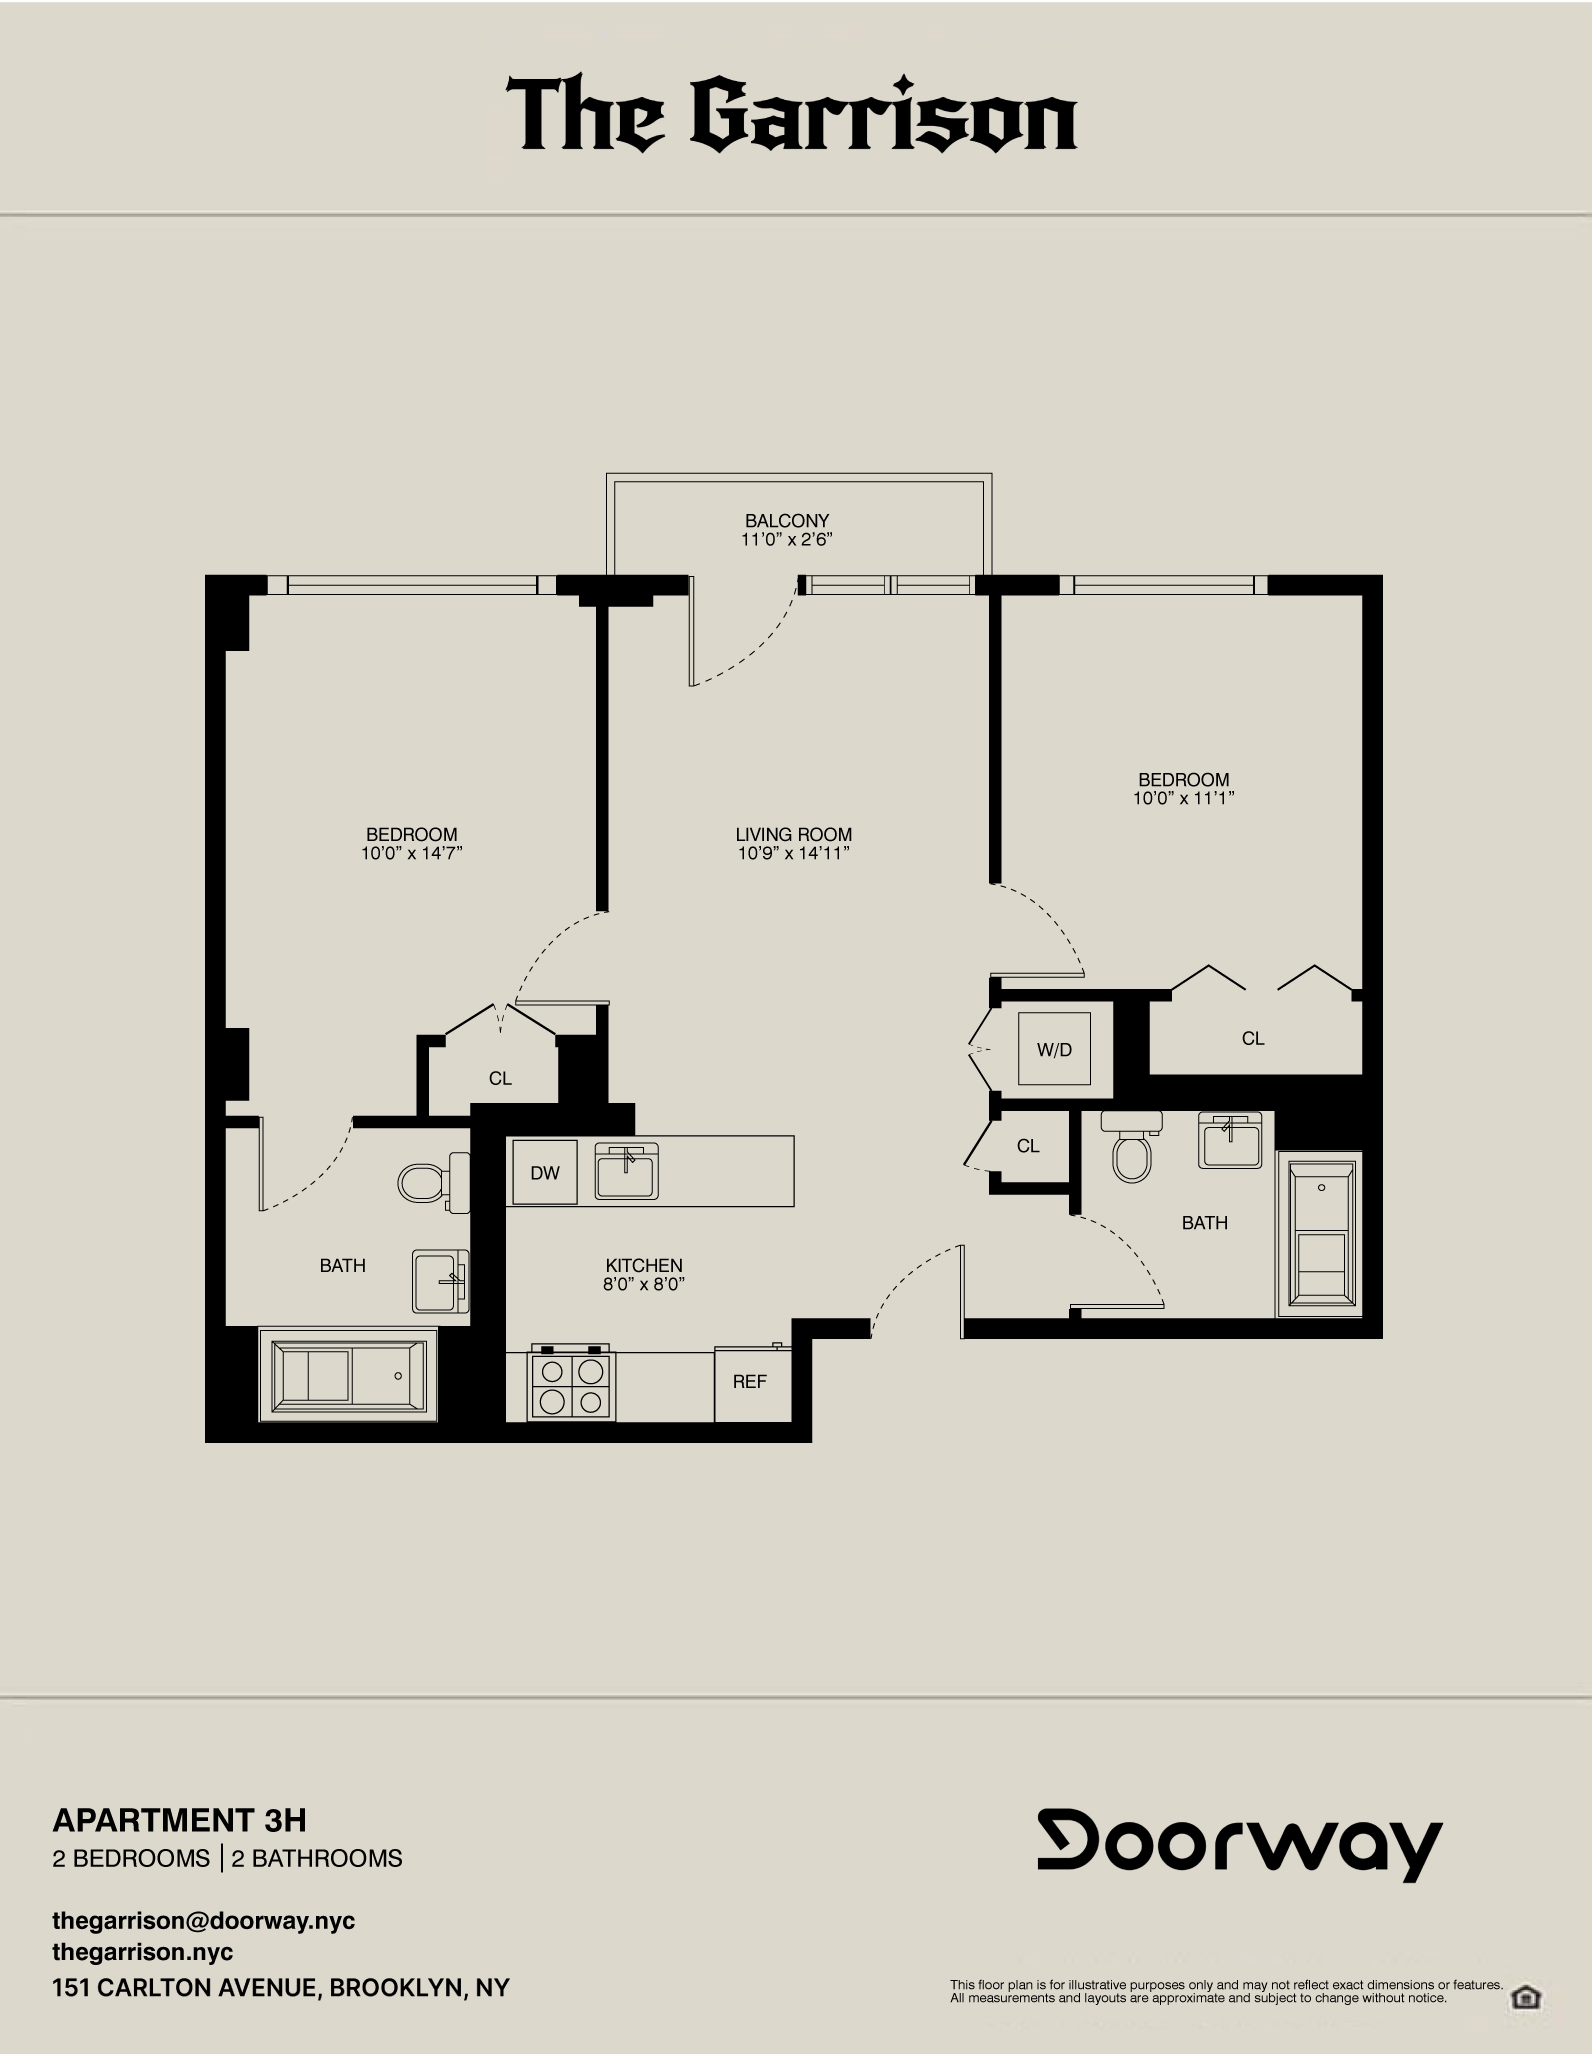 The Garrison
BALCONY
11’0” x 2’6”
BEDROOM
10’0” x 11’1”
BEDROOM
10’0” x 14’7”
LIVING ROOM
10’9” x 14’11”
CL
W/D
CL
CL
DW
BATH
BATH
KITCHEN
8’0” x 8’0”
REF
APARTMENT 3H
2 BEDROOMS | 2 BATHROOMS
thegarrison@doorway.nyc
thegarrison.nyc
151 CARLTON AVENUE, BROOKLYN, NY
Doorway
This floor plan is for illustrative purposes only and may not reflect exact dimensions or features.
All measurements and layouts are approximate and subject to change without notice.